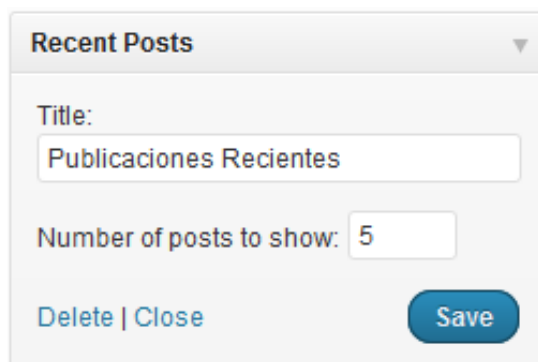 Recent Posts
Title:
Publicaciones Recientes
Number of posts to show: 5
Delete | Close
Save